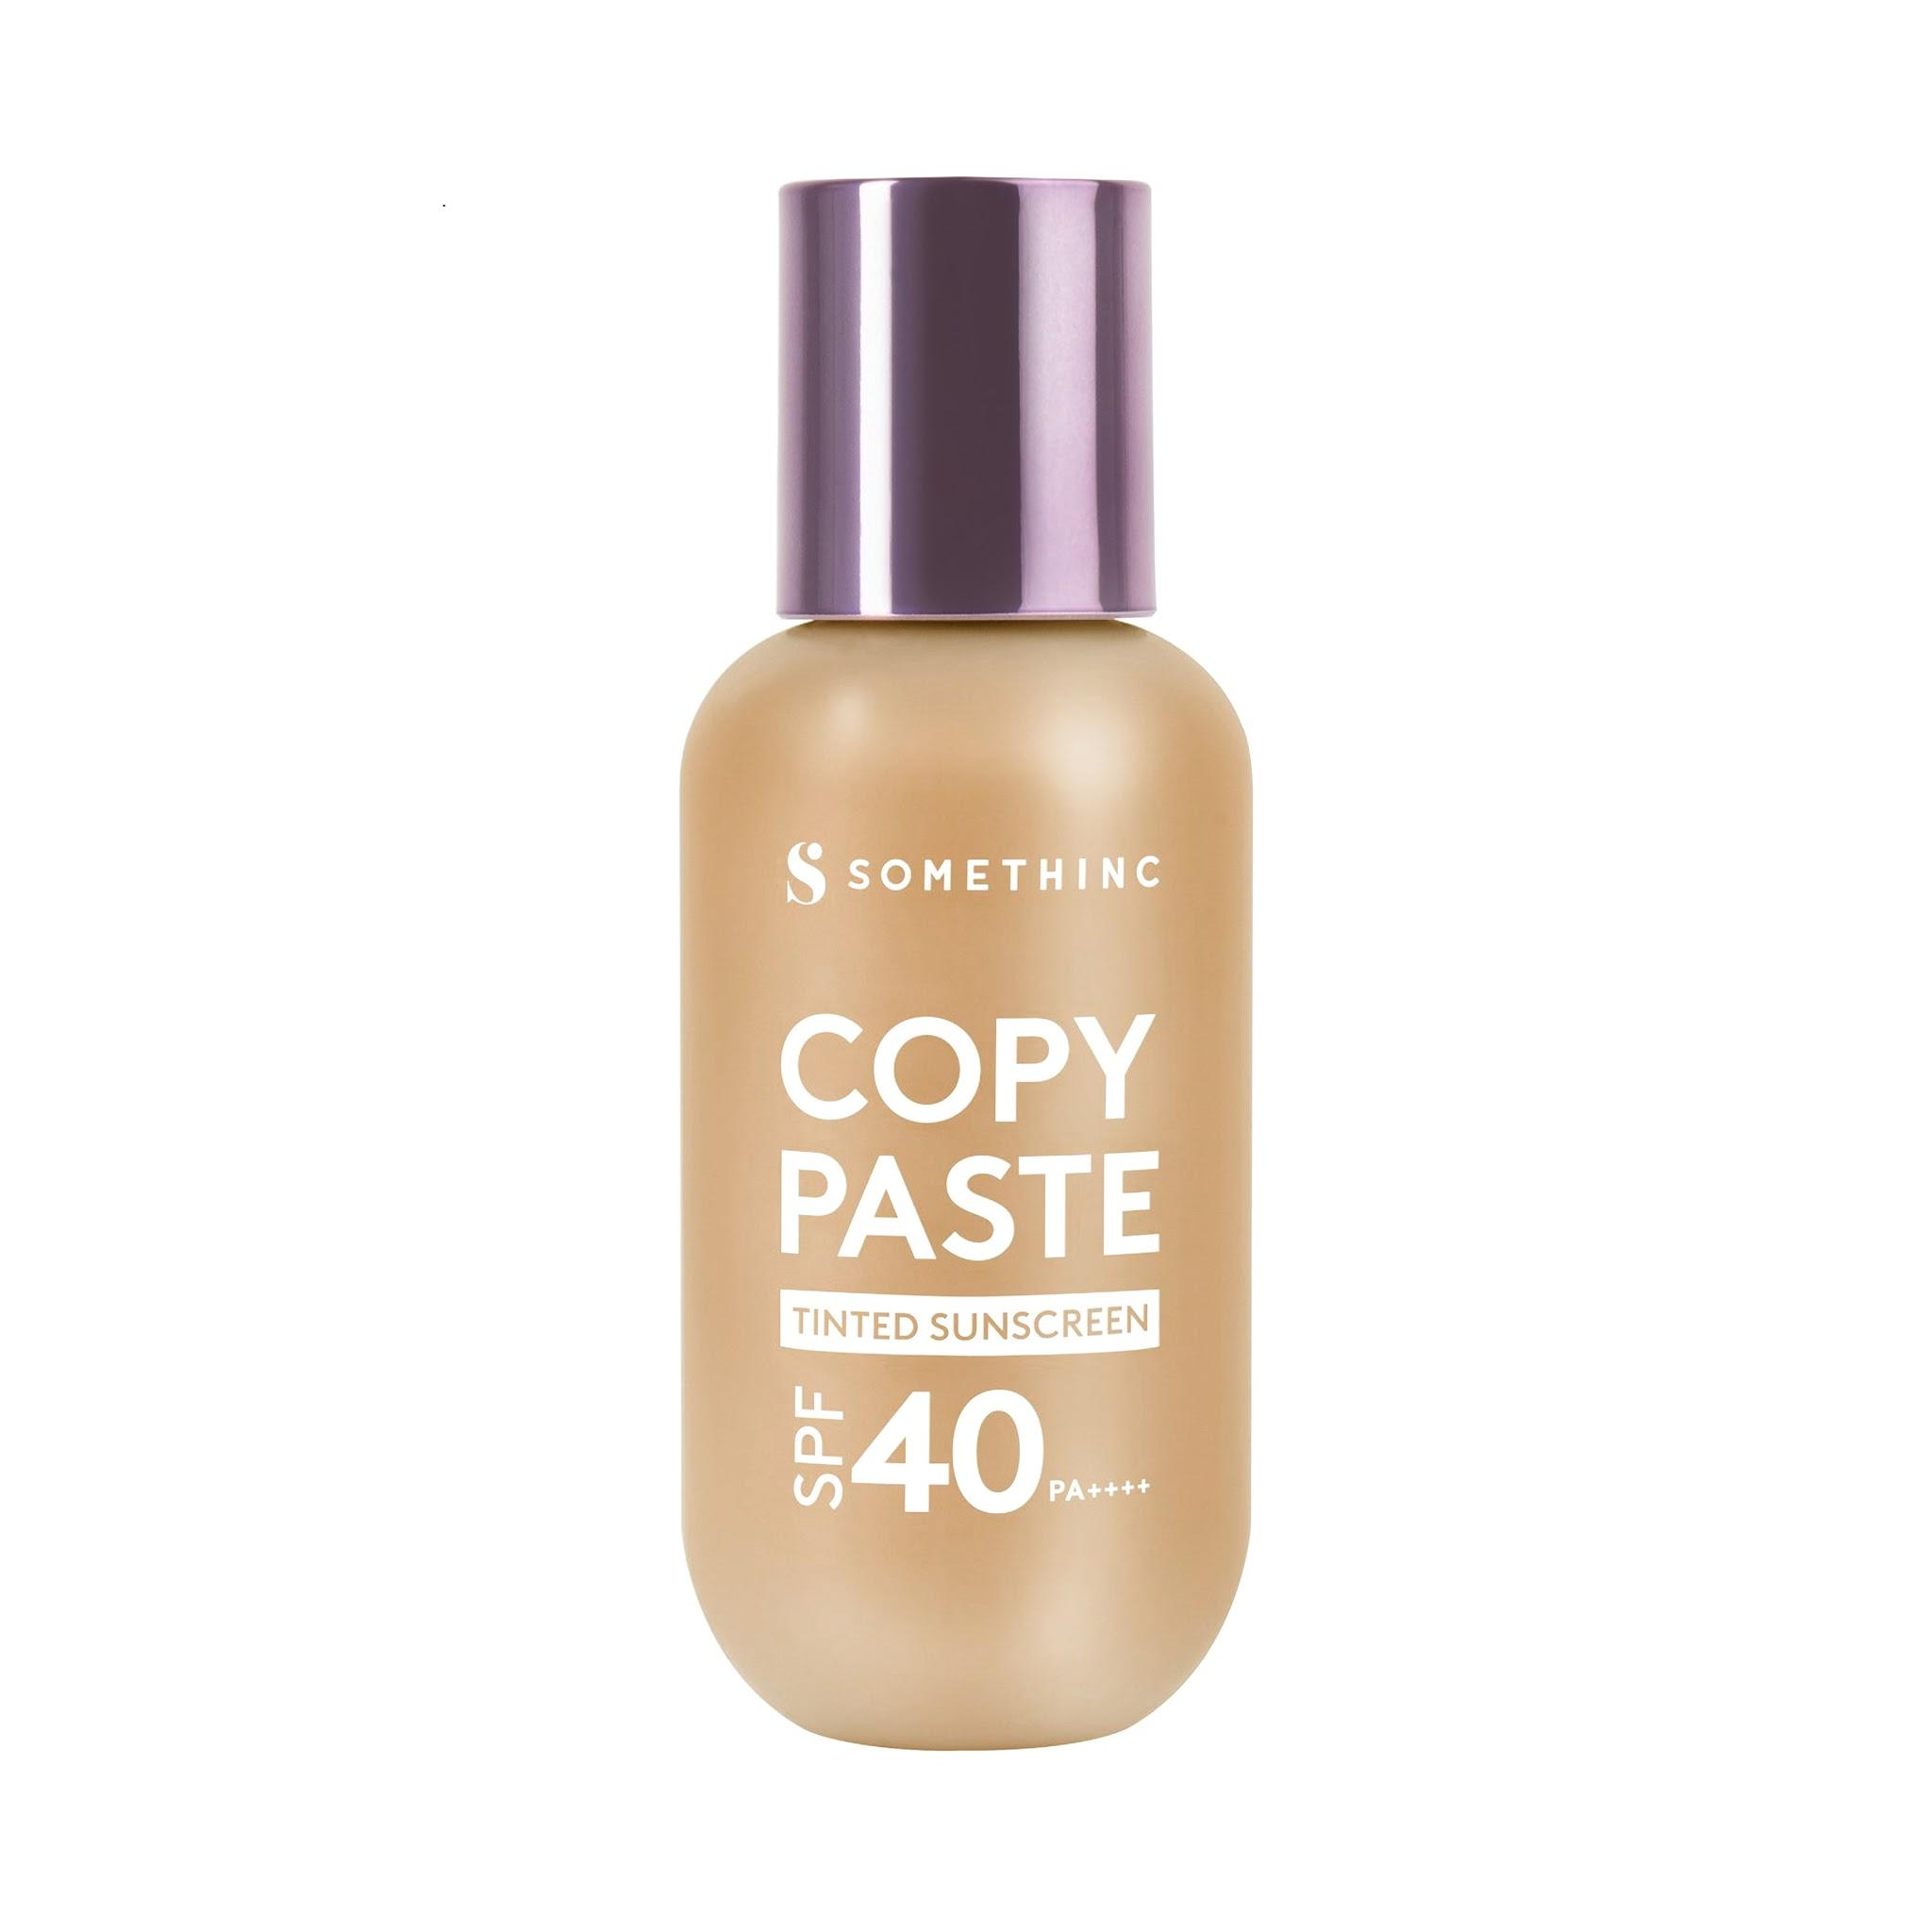 SOMETHINC
COPY
PASTE
TINTED SUNSCREEN
SPF 40 PA++++